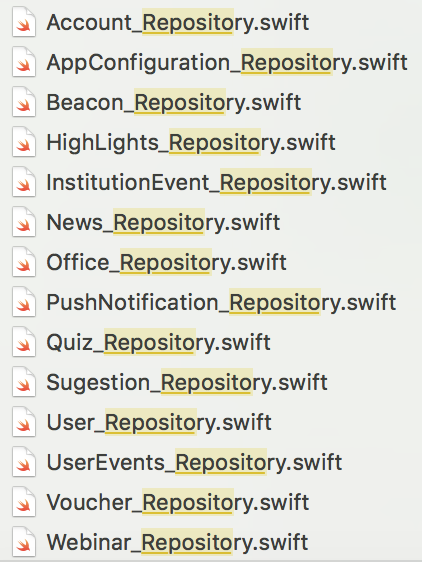 Account_Repository.swift
AppConfiguration_Repository.swift
Beacon_Repository.swift
HighLights_Repository.swift
InstitutionEvent_Repository.swift
News_Repository.swift
Office_Repository.swift
PushNotification_Repository.swift
Quiz_Repository.swift
Sugestion_Repository.swift
User_Repository.swift
UserEvents_Repository.swift
Voucher_Repository.swift
Webinar_Repository.swift